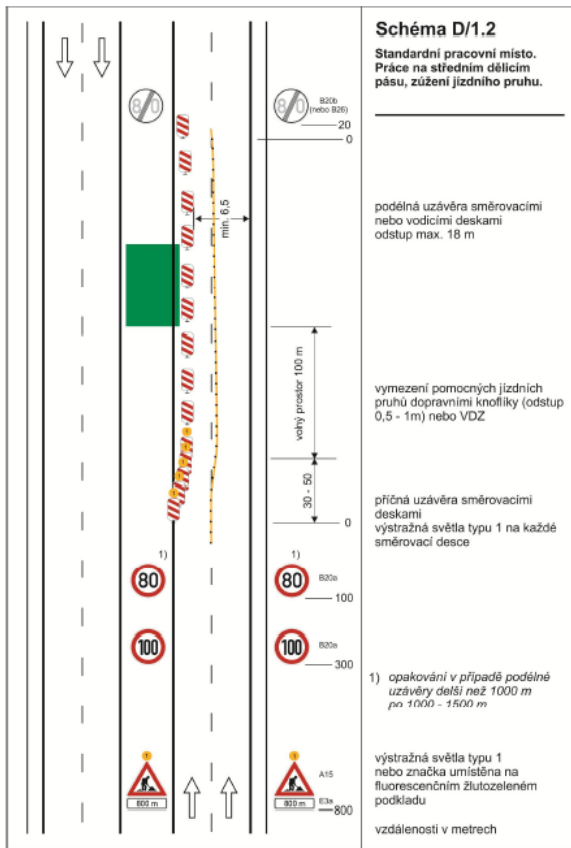 Schéma D/1.2
Standardní pracovní místo.
Práce na středním dělicím
pásu, zúžení jízdního pruhu.
80
80
B20b
(nebo B26)
20
0
min. 6,5
podélná uzávěra směrovacími
nebo vodicími deskami
odstup max. 18 m
volný prostor 100 m
vymezení pomocných jízdních
pruhů dopravními knoflíky (odstup
0,5 - 1m) nebo VDZ
30 - 50
0
příčná uzávěra směrovacími
deskami
výstražná světla typu 1 na každé
směrovací desce
1)
1)
80
80
B20a
100
100
100
B20a
300
1) opakování v případě podélné
uzávěry delší než 1000 m
po 1000 - 1500 m
1
1
A15
800 m
800 m
E3a
800
výstražná světla typu 1
nebo značka umístěna na
fluorescenčním žlutozeleném
podkladu
vzdálenosti v metrech